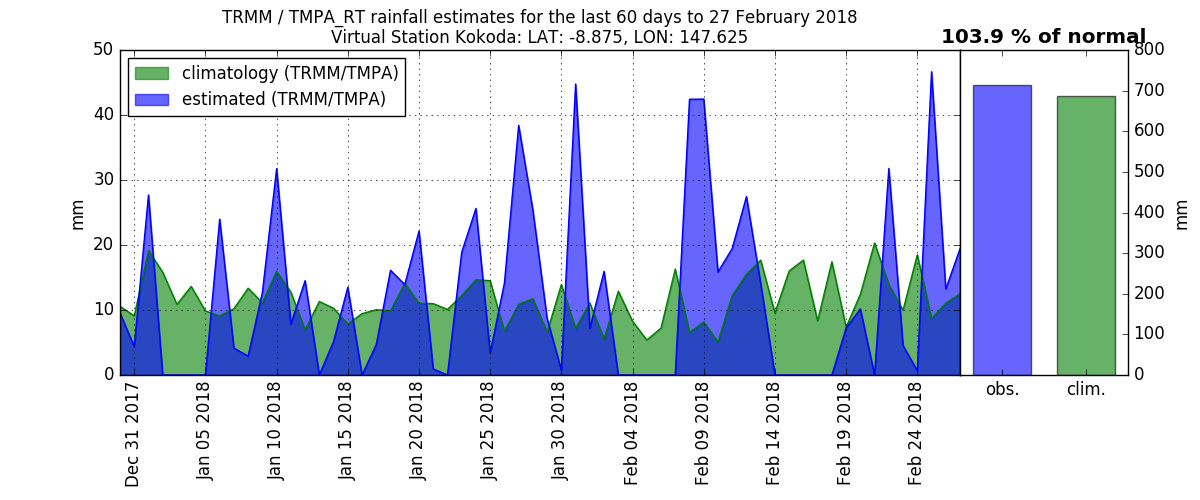 TRMM / TMPA_RT rainfall estimates for the last 60 days to 27 February 2018
Virtual Station Kokoda: LAT: -8.875, LON: 147.625
103.9 % of normal
climatology (TRMM/TMPA)
estimated (TRMM/TMPA)
mm
50
40
30
20
10
0
Dec 31 2017
Jan 05 2018
Jan 10 2018
Jan 15 2018
Jan 20 2018
Jan 25 2018
Jan 30 2018
Feb 04 2018
Feb 09 2018
Feb 14 2018
Feb 19 2018
Feb 24 2018
obs.
clim.
800
700
600
500
400
300
200
100
0
mm